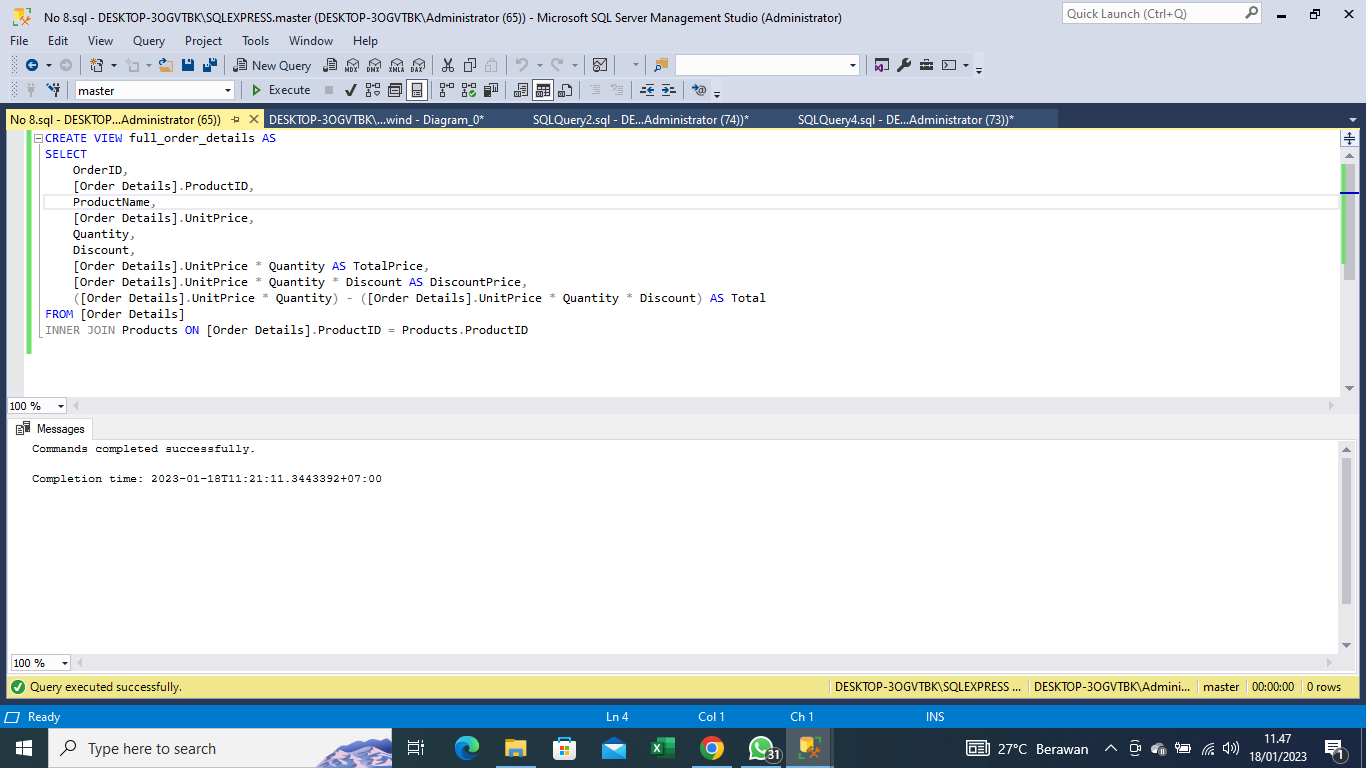 No 8.sql - DESKTOP-3OGVTBK\SQLEXPRESS.master (DESKTOP-3OGVTBK\Administrator (65)) - Microsoft SQL Server Management Studio (Administrator)
Quick Launch (Ctrl+Q)
File Edit View Query Project Tools Window Help
New Query MDX DMX XMLA DAX
master Execute
No 8.sql - DESKTOP...Administrator (65)) DESKTOP-3OGVTBK\...wind - Diagram_0* SQLQuery2.sql - DE...Administrator (74))* SQLQuery4.sql - DE...Administrator (73))*
CREATE VIEW full_order_details AS
SELECT
OrderID,
[Order Details].ProductID,
ProductName,
[Order Details].UnitPrice,
Quantity,
Discount,
[Order Details].UnitPrice * Quantity AS TotalPrice,
[Order Details].UnitPrice * Quantity * Discount AS DiscountPrice,
([Order Details].UnitPrice * Quantity) - ([Order Details].UnitPrice * Quantity * Discount) AS Total
FROM [Order Details]
INNER JOIN Products ON [Order Details].ProductID = Products.ProductID
100 %
Messages
Commands completed successfully.
Completion time: 2023-01-18T11:21:11.3443392+07:00
100 %
Query executed successfully. DESKTOP-3OGVTBK\SQLEXPRESS ... DESKTOP-3OGVTBK\Admini... master 00:00:00 0 rows
Ready Ln 4 Col 1 Ch 1 INS
Type here to search 31 27°C Berawan 11.47
18/01/2023 1